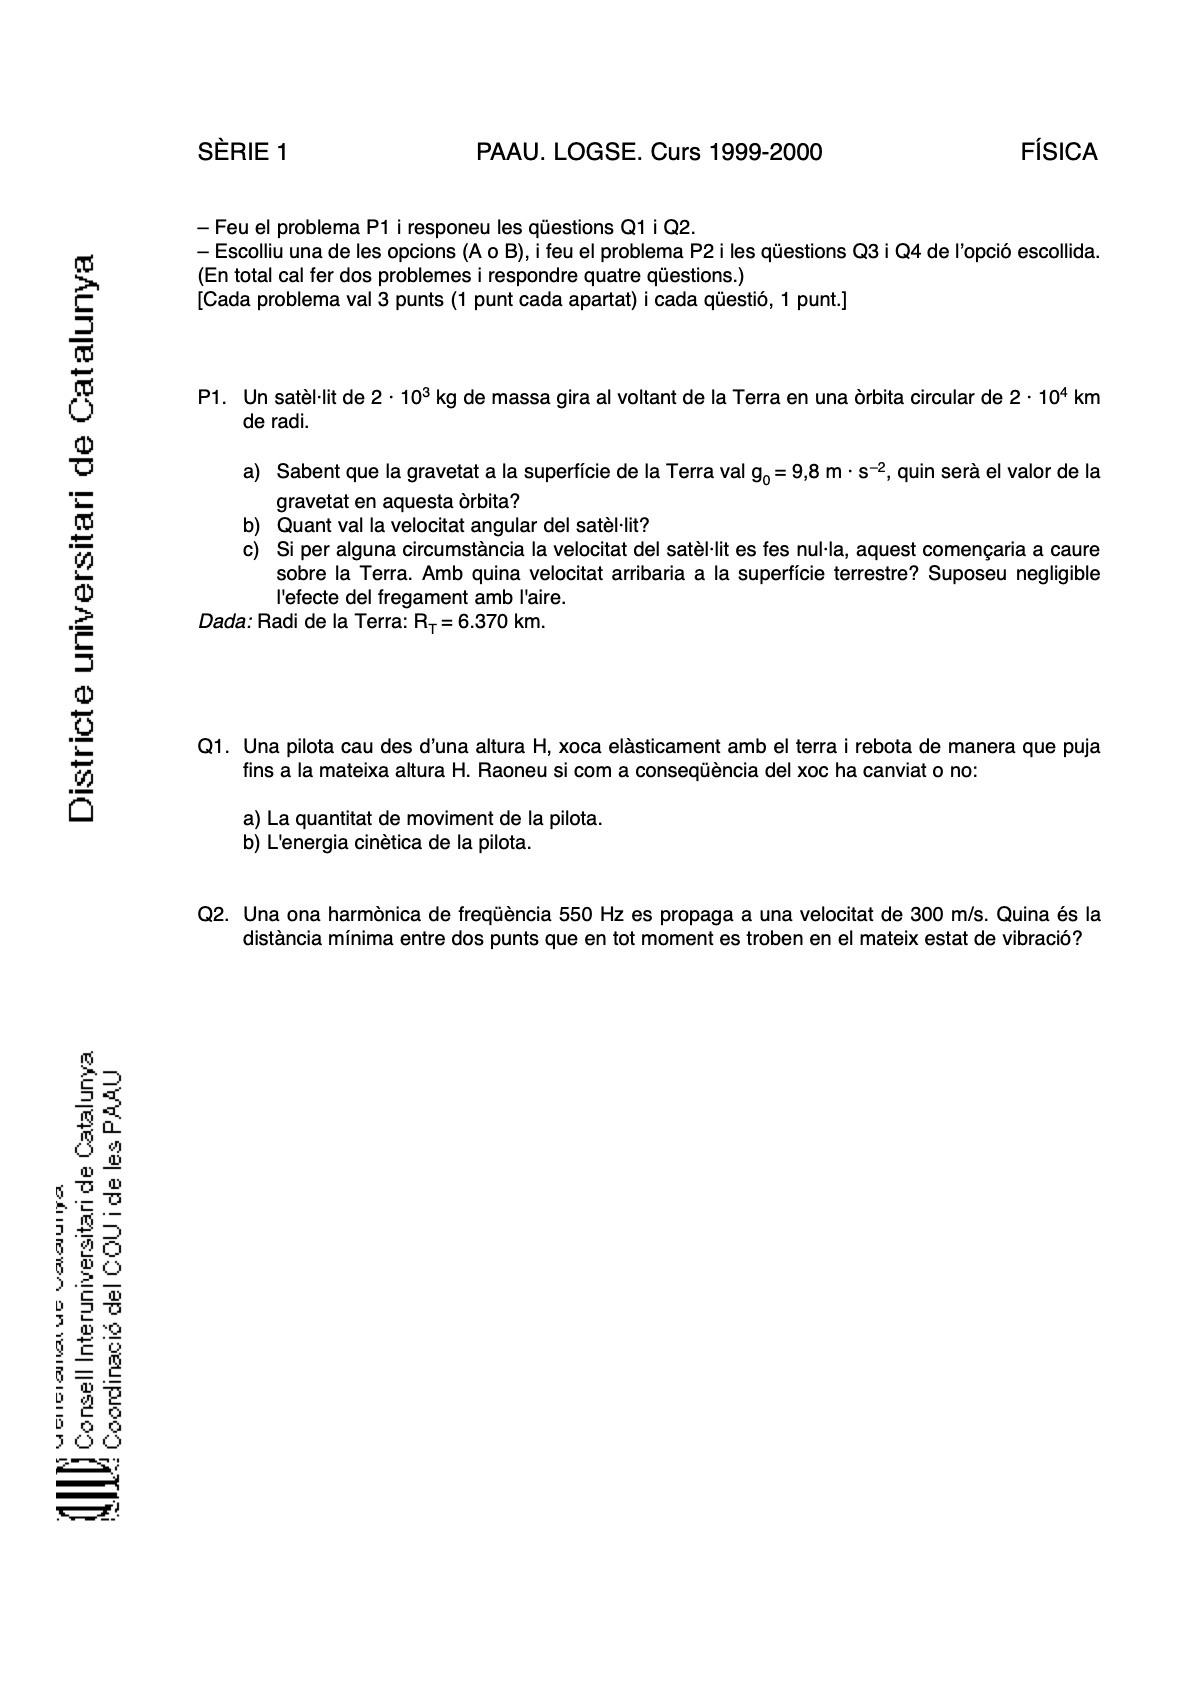 SÈRIE 1 PAAU. LOGSE. Curs 1999-2000 FÍSICA
– Feu el problema P1 i responeu les qüestions Q1 i Q2.
– Escolliu una de les opcions (A o B), i feu el problema P2 i les qüestions Q3 i Q4 de l’opció escollida.
(En total cal fer dos problemes i respondre quatre qüestions.)
[Cada problema val 3 punts (1 punt cada apartat) i cada qüestió, 1 punt.]
P1. Un satèl·lit de 2 · 10³ kg de massa gira al voltant de la Terra en una òrbita circular de 2 · 10⁴ km
de radi.
a) Sabent que la gravetat a la superfície de la Terra val g₀ = 9,8 m · s⁻², quin serà el valor de la
gravetat en aquesta òrbita?
b) Quant val la velocitat angular del satèl·lit?
c) Si per alguna circumstància la velocitat del satèl·lit es fes nul·la, aquest començaria a caure
sobre la Terra. Amb quina velocitat arribaria a la superfície terrestre? Suposeu negligible
l'efecte del fregament amb l'aire.
Dada: Radi de la Terra: R_T = 6.370 km.
Q1. Una pilota cau des d’una altura H, xoca elàsticament amb el terra i rebota de manera que puja
fins a la mateixa altura H. Raoneu si com a conseqüència del xoc ha canviat o no:
a) La quantitat de moviment de la pilota.
b) L'energia cinètica de la pilota.
Q2. Una ona harmònica de freqüència 550 Hz es propaga a una velocitat de 300 m/s. Quina és la
distància mínima entre dos punts que en tot moment es troben en el mateix estat de vibració?
Districte universitari de Catalunya
Generalitat de Catalunya
Consell Interuniversitari de Catalunya
Coordinació del COU i de les PAAU